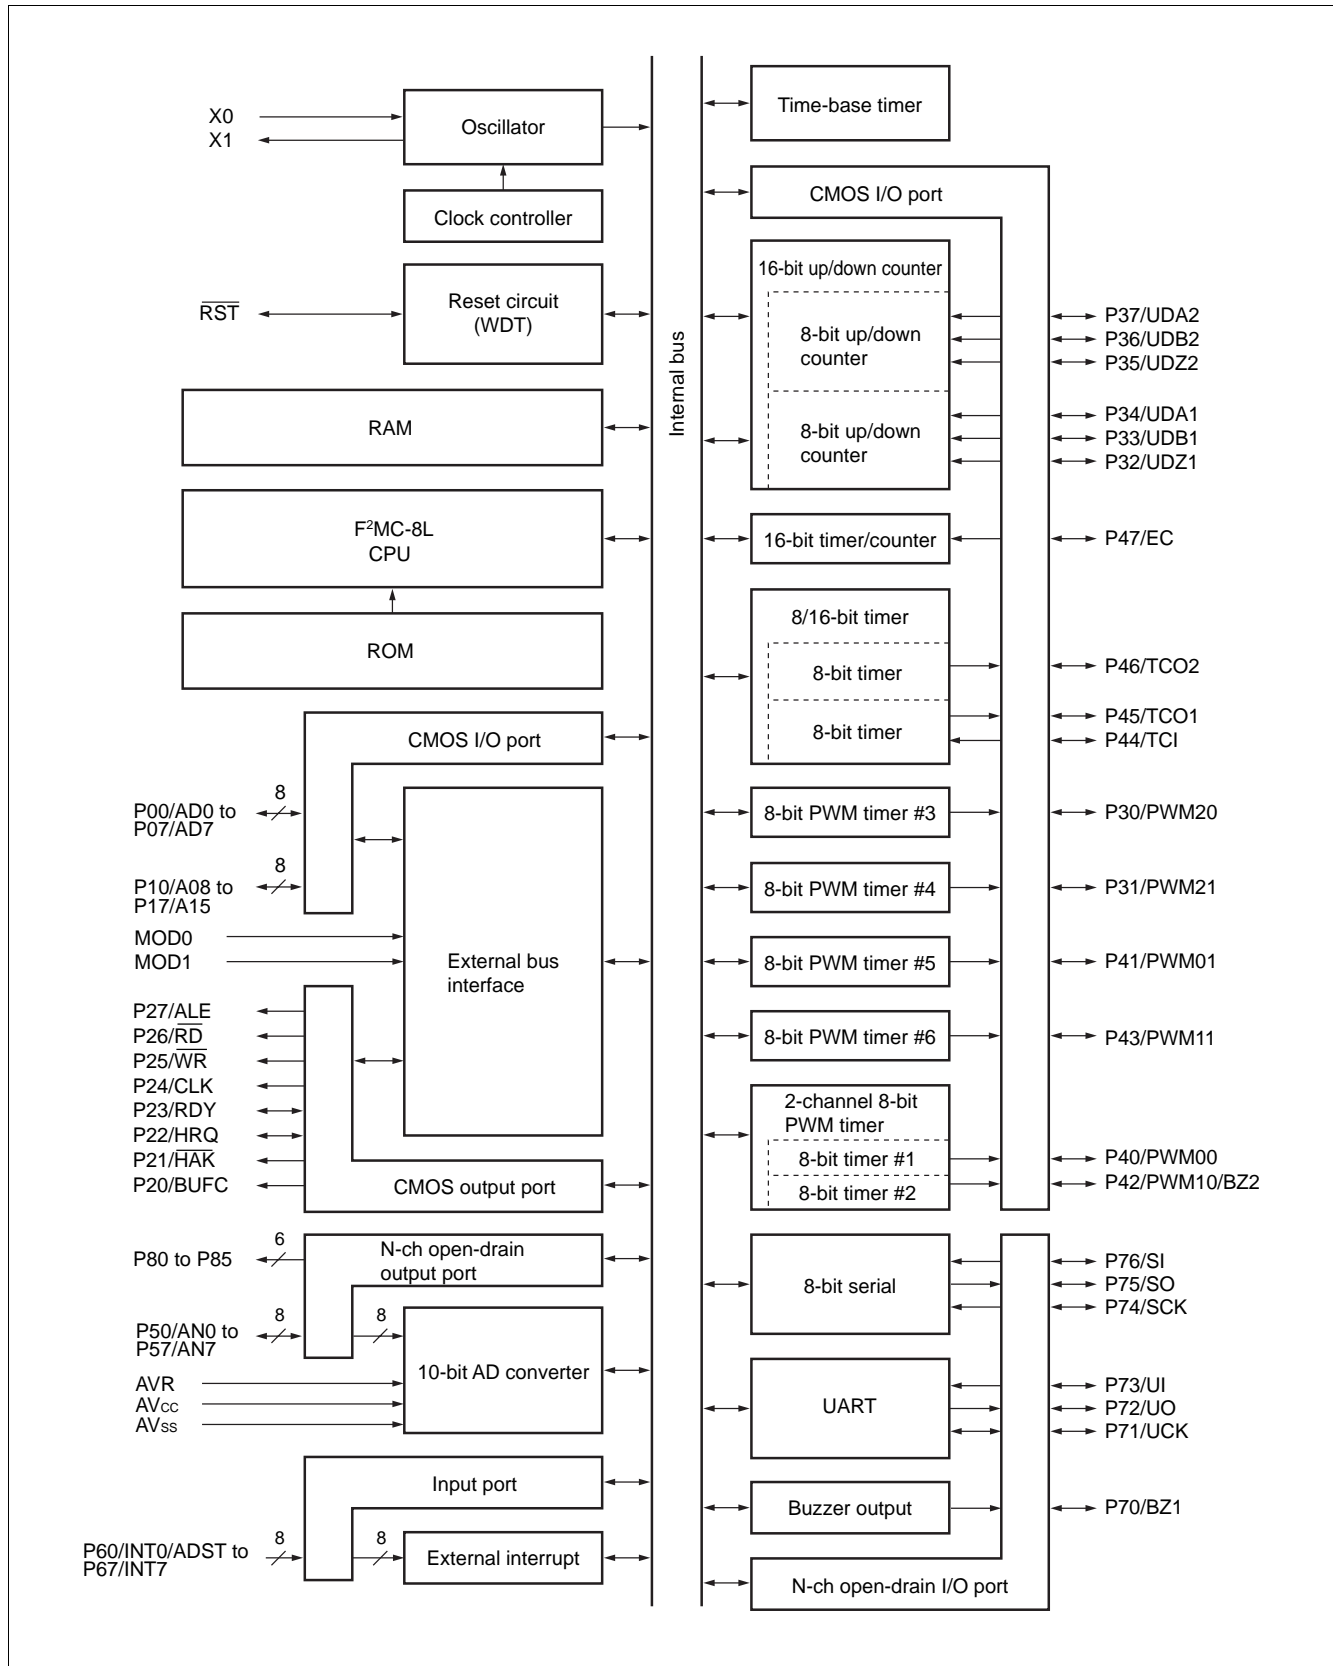 X0
X1
Oscillator
Clock controller
R̅S̅T̅
Reset circuit
(WDT)
RAM
F²MC-8L
CPU
ROM
CMOS I/O port
8
P00/AD0 to
P07/AD7
8
P10/A08 to
P17/A15
MOD0
MOD1
External bus
interface
P27/ALE
P26/R̅D̅
P25/W̅R̅
P24/CLK
P23/RDY
P22/HRQ
P21/H̅A̅K̅
P20/BUFC
CMOS output port
P80 to P85
6
N-ch open-drain
output port
P50/AN0 to
P57/AN7
8
8
10-bit AD converter
AVR
AVCC
AVSS
Input port
P60/INT0/ADST to
P67/INT7
8
8
External interrupt
Internal bus
Time-base timer
CMOS I/O port
16-bit up/down counter
8-bit up/down
counter
8-bit up/down
counter
P37/UDA2
P36/UDB2
P35/UDZ2
P34/UDA1
P33/UDB1
P32/UDZ1
16-bit timer/counter
P47/EC
8/16-bit timer
8-bit timer
8-bit timer
P46/TCO2
P45/TCO1
P44/TCI
8-bit PWM timer #3
P30/PWM20
8-bit PWM timer #4
P31/PWM21
8-bit PWM timer #5
P41/PWM01
8-bit PWM timer #6
P43/PWM11
2-channel 8-bit
PWM timer
8-bit timer #1
8-bit timer #2
P40/PWM00
P42/PWM10/BZ2
8-bit serial
P76/SI
P75/SO
P74/SCK
UART
P73/UI
P72/UO
P71/UCK
Buzzer output
P70/BZ1
N-ch open-drain I/O port